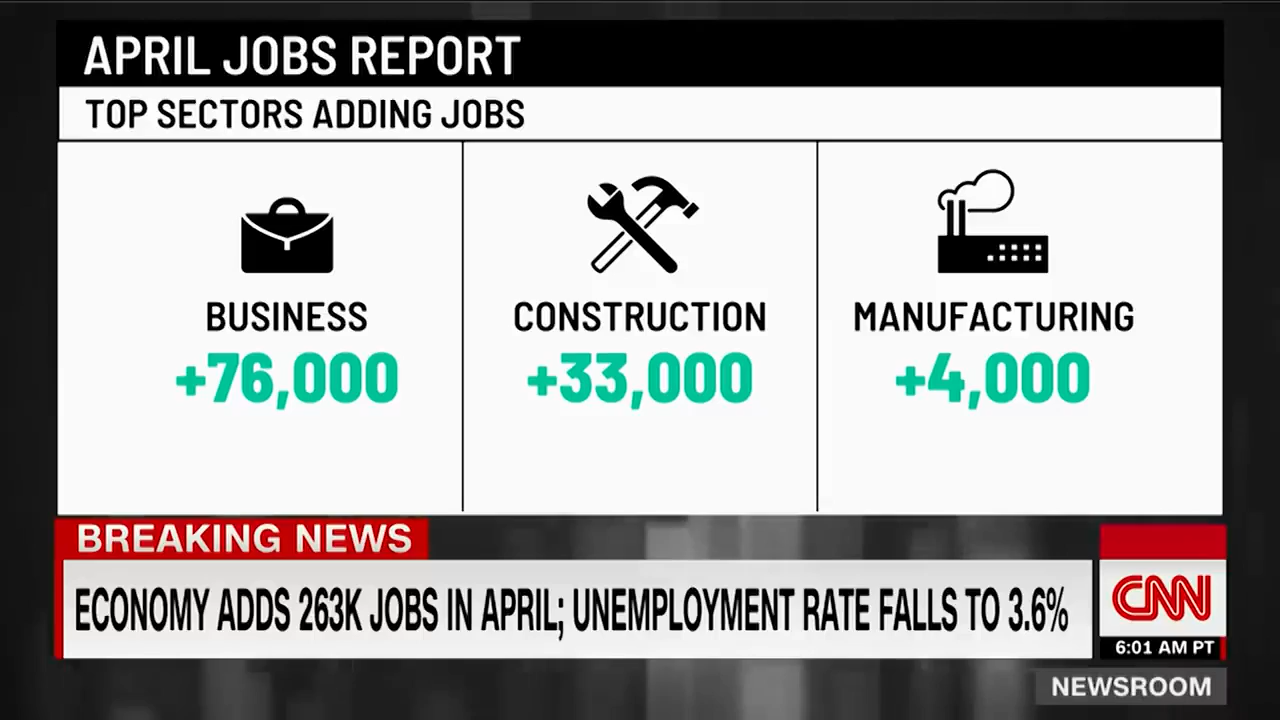 APRIL JOBS REPORT
TOP SECTORS ADDING JOBS
BUSINESS
+76,000
CONSTRUCTION
+33,000
MANUFACTURING
+4,000
BREAKING NEWS
ECONOMY ADDS 263K JOBS IN APRIL; UNEMPLOYMENT RATE FALLS TO 3.6%
CNN
6:01 AM PT
NEWSROOM